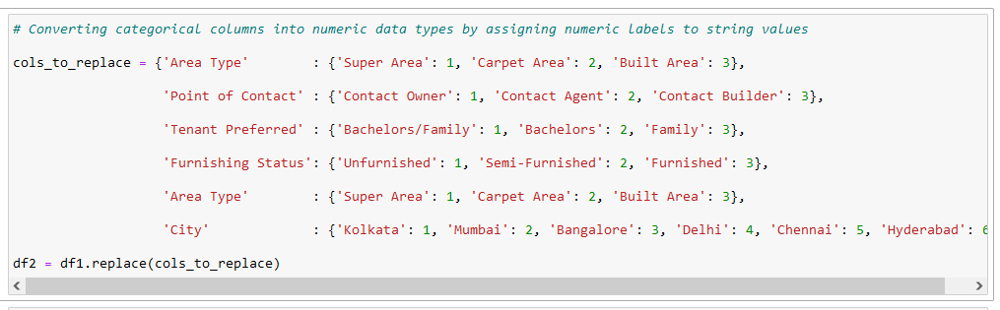 # Converting categorical columns into numeric data types by assigning numeric labels to string values
cols_to_replace = {'Area Type'        : {'Super Area': 1, 'Carpet Area': 2, 'Built Area': 3},
                   'Point of Contact' : {'Contact Owner': 1, 'Contact Agent': 2, 'Contact Builder': 3},
                   'Tenant Preferred' : {'Bachelors/Family': 1, 'Bachelors': 2, 'Family': 3},
                   'Furnishing Status': {'Unfurnished': 1, 'Semi-Furnished': 2, 'Furnished': 3},
                   'Area Type'        : {'Super Area': 1, 'Carpet Area': 2, 'Built Area': 3},
                   'City'             : {'Kolkata': 1, 'Mumbai': 2, 'Bangalore': 3, 'Delhi': 4, 'Chennai': 5, 'Hyderabad': 6
df2 = df1.replace(cols_to_replace)